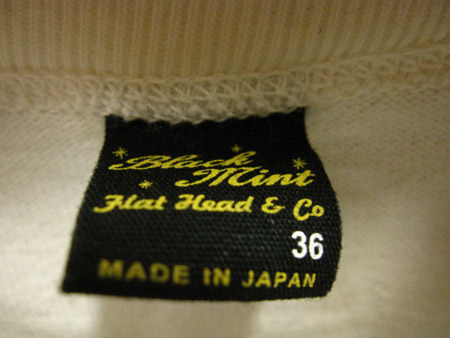 Black
Mint
Flat Head & Co
36
MADE IN JAPAN